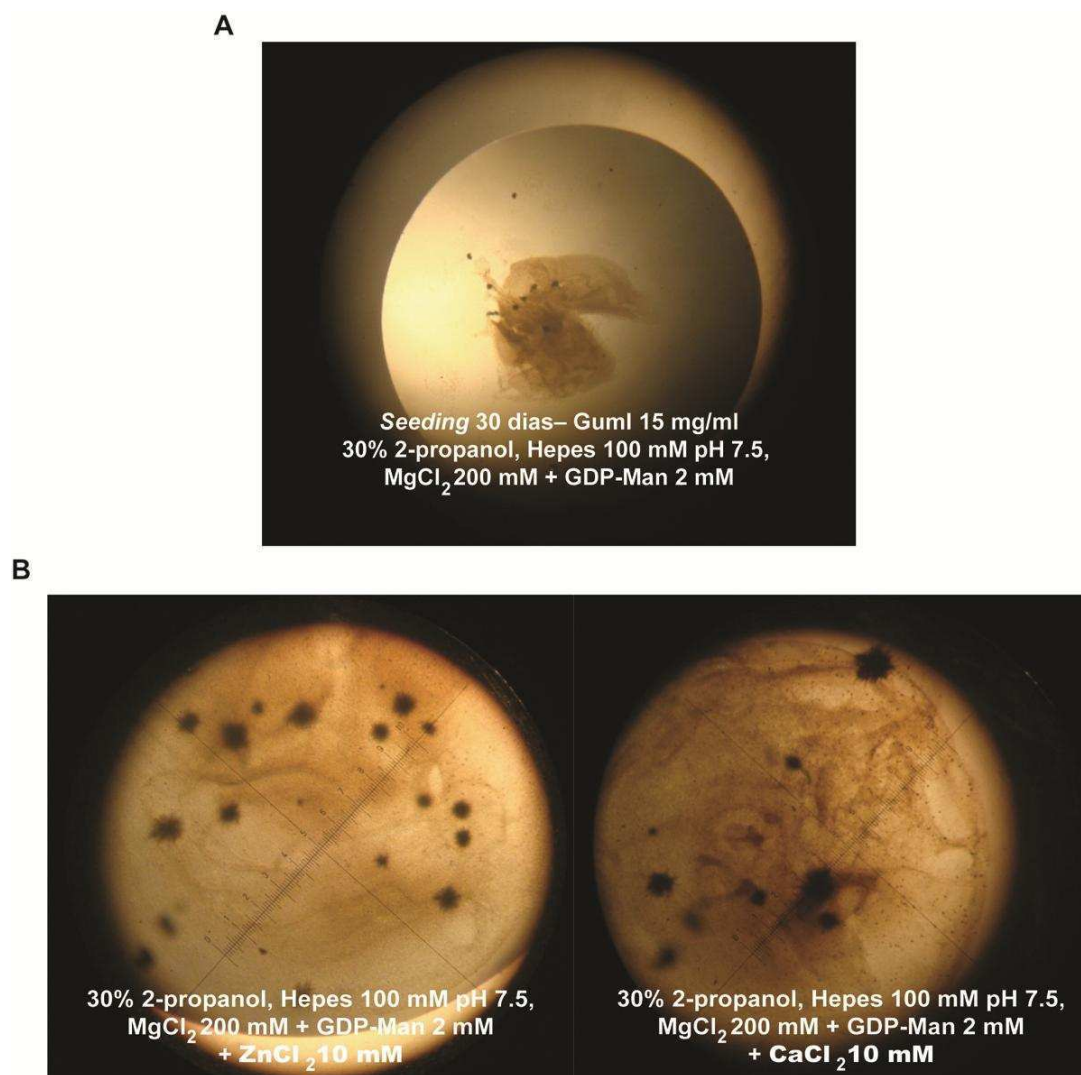 A
Seeding 30 dias– GumI 15 mg/ml
30% 2-propanol, Hepes 100 mM pH 7.5,
MgCl₂ 200 mM + GDP-Man 2 mM
B
30% 2-propanol, Hepes 100 mM pH 7.5,
MgCl₂ 200 mM + GDP-Man 2 mM
+ ZnCl₂ 10 mM
30% 2-propanol, Hepes 100 mM pH 7.5,
MgCl₂ 200 mM + GDP-Man 2 mM
+ CaCl₂ 10 mM